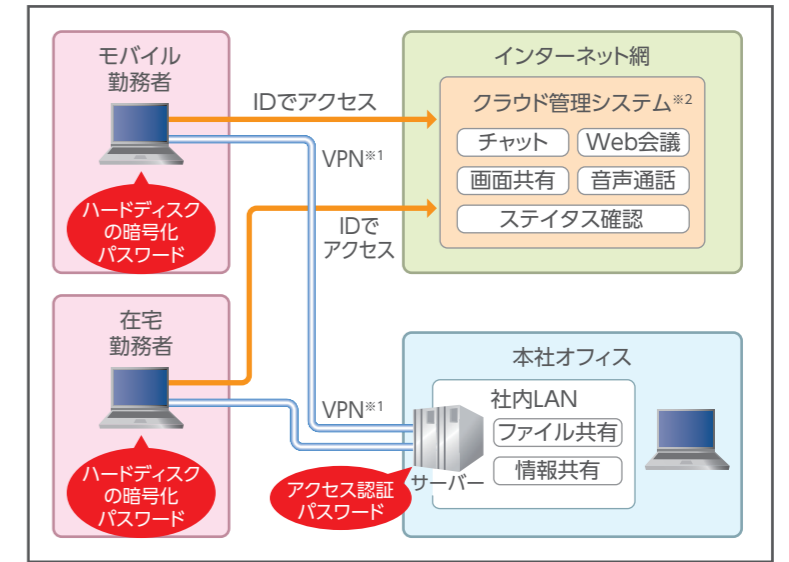 モバイル
勤務者
ハードディスク
の暗号化
パスワード
IDでアクセス
VPN※1
インターネット網
クラウド管理システム※2
チャット
Web会議
画面共有
音声通話
ステイタス確認
IDで
アクセス
在宅
勤務者
ハードディスク
の暗号化
パスワード
VPN※1
本社オフィス
社内LAN
ファイル共有
情報共有
サーバー
アクセス認証
パスワード